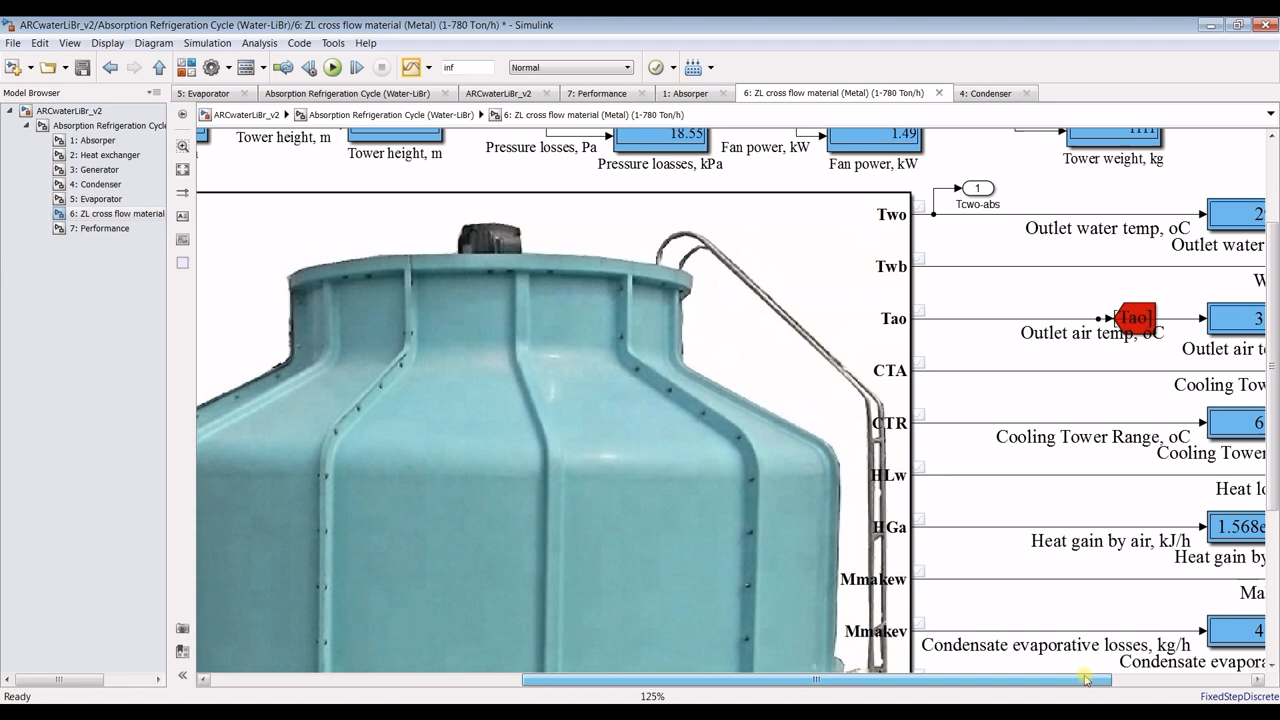 ARCwaterLiBr_v2/Absorption Refrigeration Cycle (Water-LiBr)/6: ZL cross flow material (Metal) (1-780 Ton/h) * - Simulink
File Edit View Display Diagram Simulation Analysis Code Tools Help
inf Normal
Model Browser
5: Evaporator Absorption Refrigeration Cycle (Water-LiBr) ARCwaterLiBr_v2 7: Performance 1: Absorper 6: ZL cross flow material (Metal) (1-780 Ton/h) 4: Condenser
ARCwaterLiBr_v2 Absorption Refrigeration Cycle (Water-LiBr) 6: ZL cross flow material (Metal) (1-780 Ton/h)
ARCwaterLiBr_v2
Absorption Refrigeration Cycle
1: Absorper
2: Heat exchanger
3: Generator
4: Condenser
5: Evaporator
6: ZL cross flow material
7: Performance
18.55 1.49 1111
Tower height, m Pressure losses, Pa Fan power, kW
Tower height, m Pressure loasses, kPa Fan power, kW Tower weight, kg
1
Tcwo-abs
Two
2
Outlet water temp, oC
Outlet water
Twb
W
Tao
[Tao]
3
Outlet air temp, oC
Outlet air t
CTA
Cooling Tow
CTR
6
Cooling Tower Range, oC
Cooling Tower
HLw
Heat l
HGa
1.568e
Heat gain by air, kJ/h
Heat gain by
Mmakew
Ma
Mmakev
4
Condensate evaporative losses, kg/h
Condensate evapora
Ready 125% FixedStepDiscrete